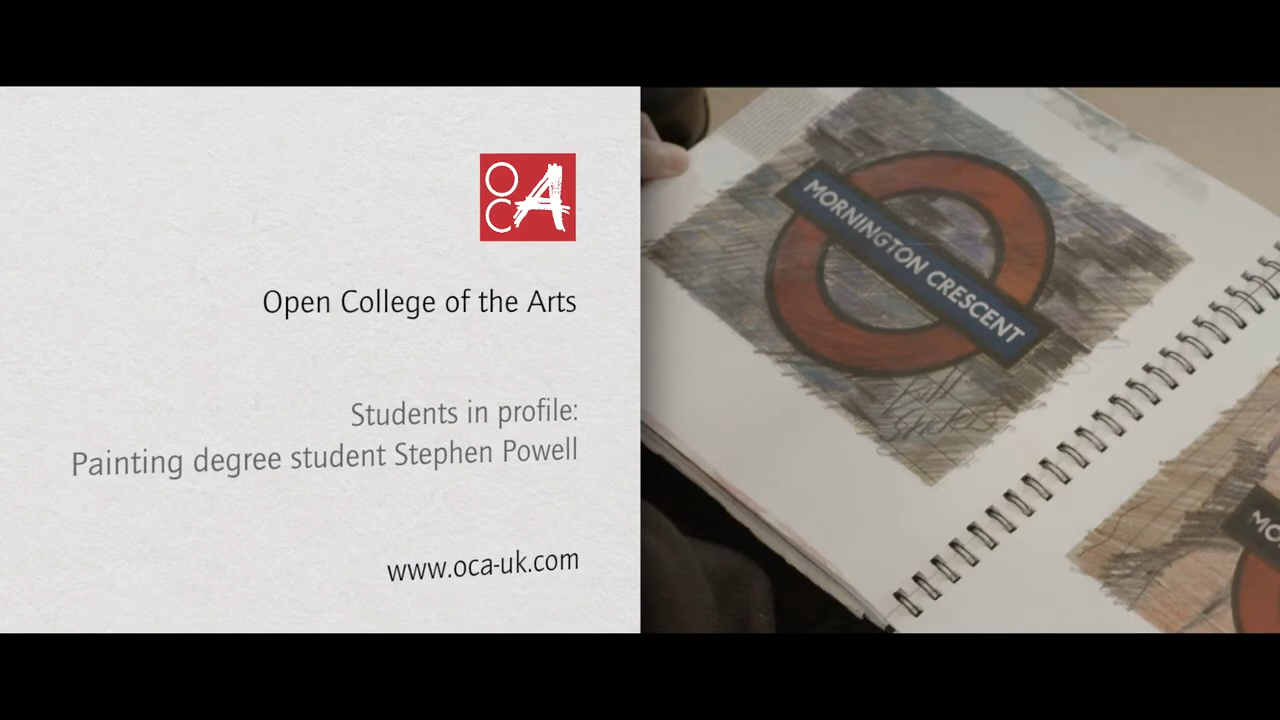 OCA
Open College of the Arts
Students in profile:
Painting degree student Stephen Powell
www.oca-uk.com
MORNINGTON CRESCENT
Bill